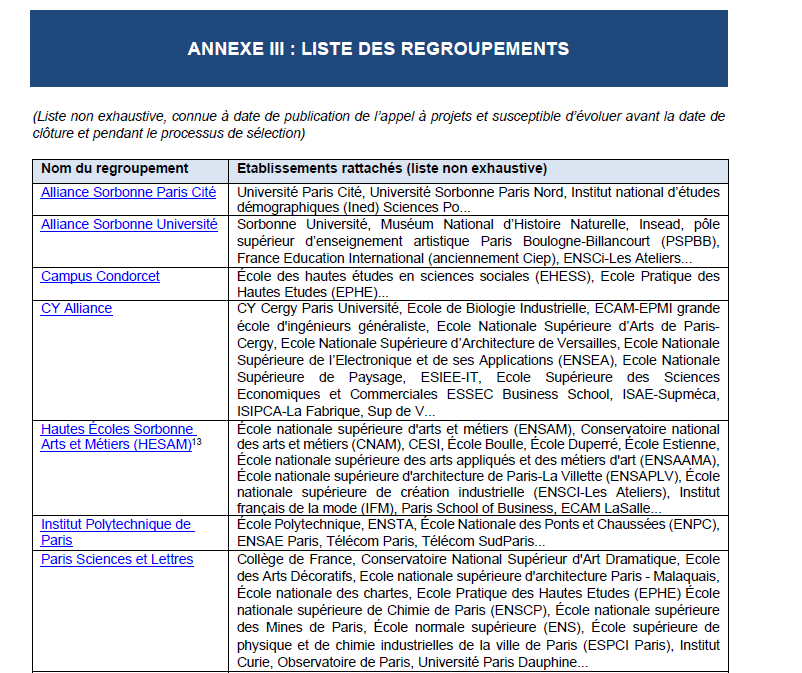 ANNEXE III : LISTE DES REGROUPEMENTS
(Liste non exhaustive, connue à date de publication de l'appel à projets et susceptible d'évoluer avant la date de
clôture et pendant le processus de sélection)
Nom du regroupement
Etablissements rattachés (liste non exhaustive)
Alliance Sorbonne Paris Cité
Université Paris Cité, Université Sorbonne Paris Nord, Institut national d'études
démographiques (Ined) Sciences Po...
Alliance Sorbonne Université
Sorbonne Université, Muséum National d'Histoire Naturelle, Insead, pôle
supérieur d'enseignement artistique Paris Boulogne-Billancourt (PSPBB),
France Education International (anciennement Ciep), ENSCi-Les Ateliers...
Campus Condorcet
École des hautes études en sciences sociales (EHESS), Ecole Pratique des
Hautes Etudes (EPHE)...
CY Alliance
CY Cergy Paris Université, Ecole de Biologie Industrielle, ECAM-EPMI grande
école d'ingénieurs généraliste, Ecole Nationale Supérieure d'Arts de Paris-
Cergy, Ecole Nationale Supérieure d'Architecture de Versailles, Ecole Nationale
Supérieure de l'Electronique et de ses Applications (ENSEA), Ecole Nationale
Supérieure de Paysage, ESIEE-IT, Ecole Supérieure des Sciences
Economiques et Commerciales ESSEC Business School, ISAE-Supméca,
ISIPCA-La Fabrique, Sup de V...
Hautes Écoles Sorbonne
Arts et Métiers (HESAM)¹³
École nationale supérieure d'arts et métiers (ENSAM), Conservatoire national
des arts et métiers (CNAM), CESI, École Boulle, École Duperré, École Estienne,
École nationale supérieure des arts appliqués et des métiers d'art (ENSAAMA),
École nationale supérieure d'architecture de Paris-La Villette (ENSAPLV), École
nationale supérieure de création industrielle (ENSCI-Les Ateliers), Institut
français de la mode (IFM), Paris School of Business, ECAM LaSalle...
Institut Polytechnique de
Paris
École Polytechnique, ENSTA, École Nationale des Ponts et Chaussées (ENPC),
ENSAE Paris, Télécom Paris, Télécom SudParis...
Paris Sciences et Lettres
Collège de France, Conservatoire National Supérieur d'Art Dramatique, Ecole
des Arts Décoratifs, Ecole nationale supérieure d'architecture Paris - Malaquais,
École nationale des chartes, Ecole Pratique des Hautes Etudes (EPHE) École
nationale supérieure de Chimie de Paris (ENSCP), École nationale supérieure
des Mines de Paris, École normale supérieure (ENS), École supérieure de
physique et de chimie industrielles de la ville de Paris (ESPCI Paris), Institut
Curie, Observatoire de Paris, Université Paris Dauphine...